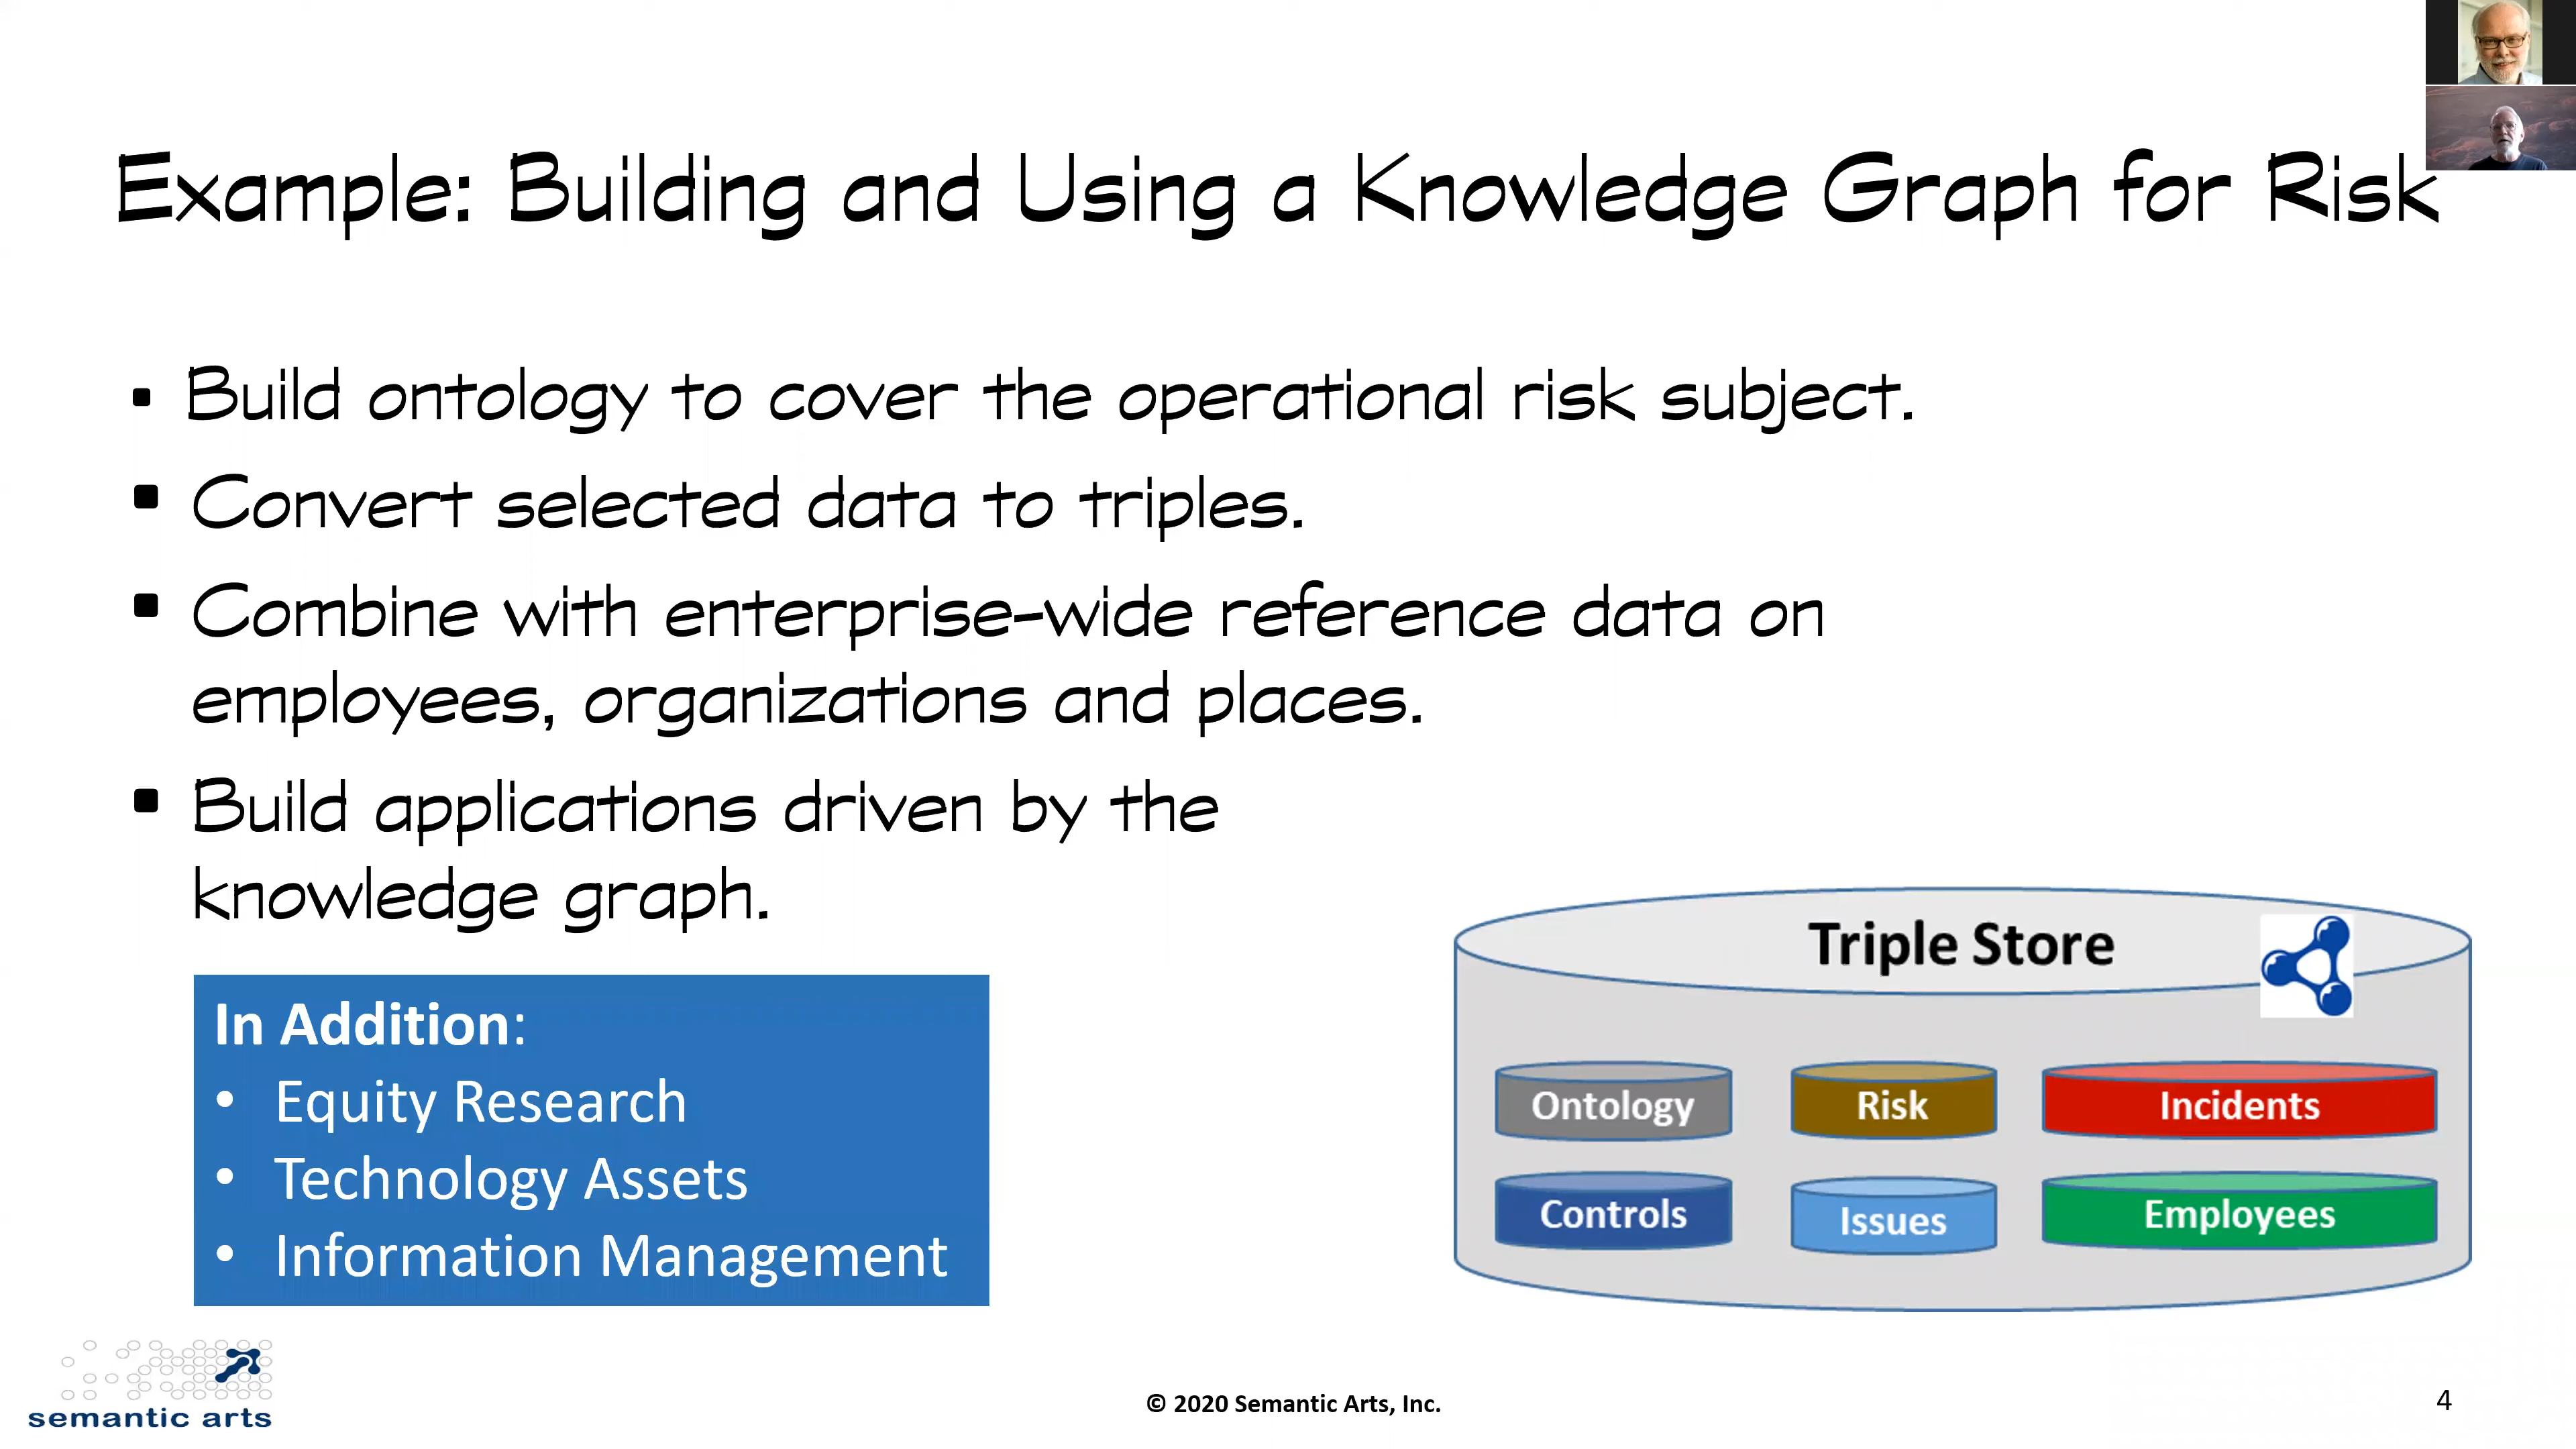 Example: Building and Using a Knowledge Graph for Risk
▪ Build ontology to cover the operational risk subject.
▪ Convert selected data to triples.
▪ Combine with enterprise-wide reference data on
employees, organizations and places.
▪ Build applications driven by the
knowledge graph.
In Addition:
• Equity Research
• Technology Assets
• Information Management
Triple Store
Ontology
Risk
Incidents
Controls
Issues
Employees
semantic arts
© 2020 Semantic Arts, Inc.
4